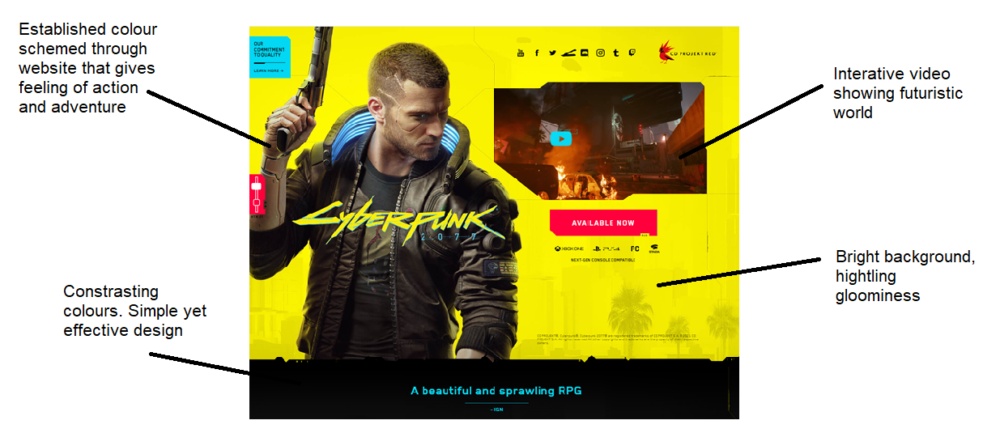 Established colour
schemed through
website that gives
feeling of action
and adventure
Constrasting
colours. Simple yet
effective design
OUR
COMMITMENT
TO QUALITY
LEARN MORE
CYBERPUNK
2077
CD PROJEKT RED
AVAILABLE NOW
XBOX ONE PS4 PC STADIA
NEXT-GEN CONSOLE COMPATIBLE
A beautiful and sprawling RPG
- IGN
Interative video
showing futuristic
world
Bright background,
hightling
gloominess